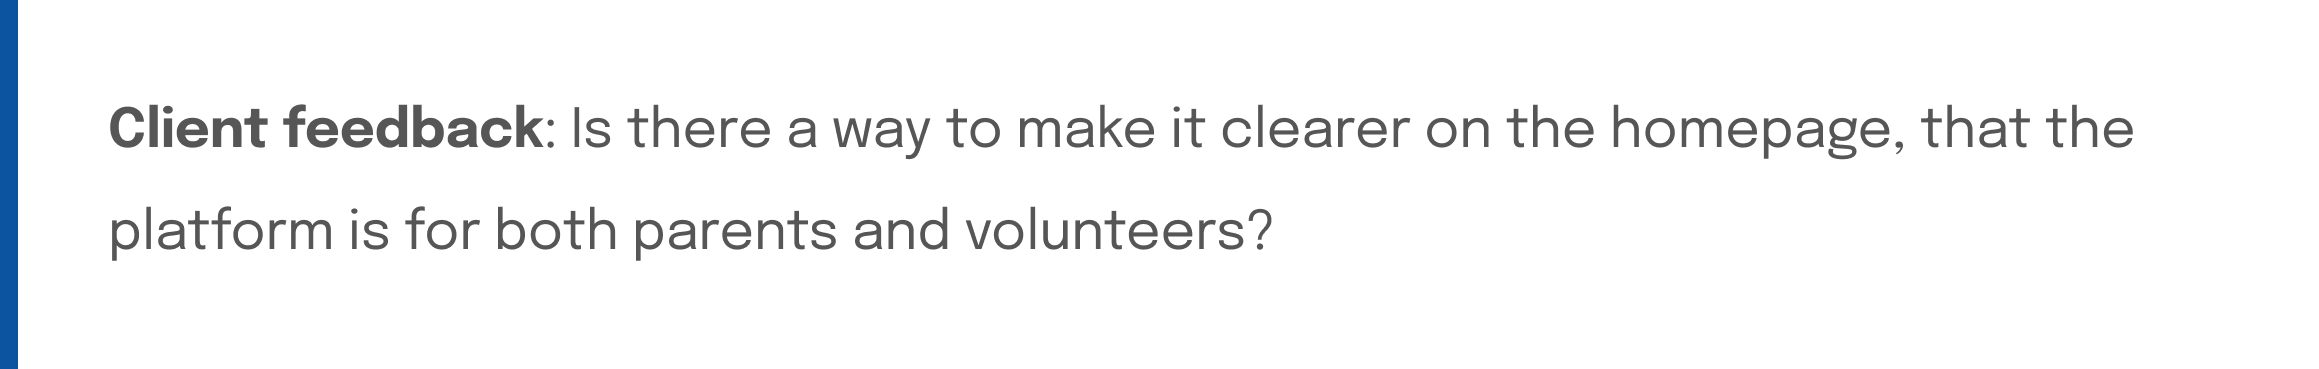 Client feedback: Is there a way to make it clearer on the homepage, that the
platform is for both parents and volunteers?